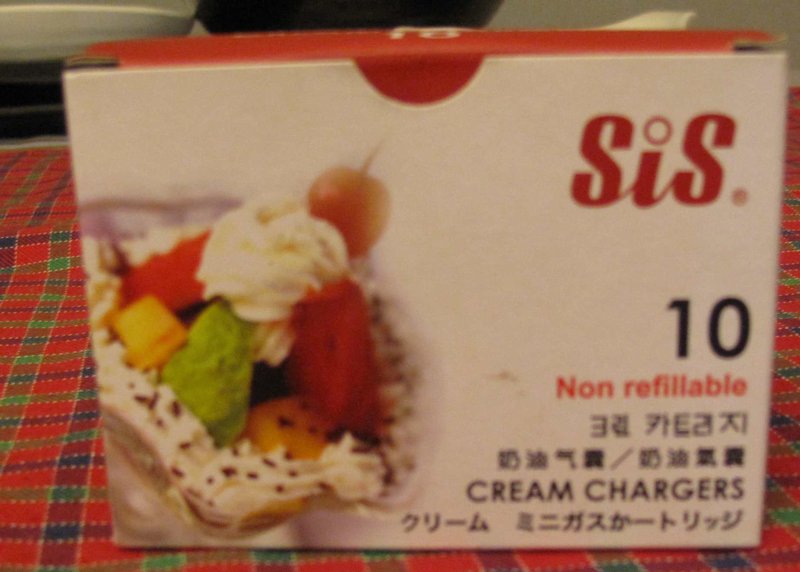 SiS®
10
Non refillable
크림 카트리지
奶油气囊／奶油氣囊
CREAM CHARGERS
クリーム ミニガスかートリッジ